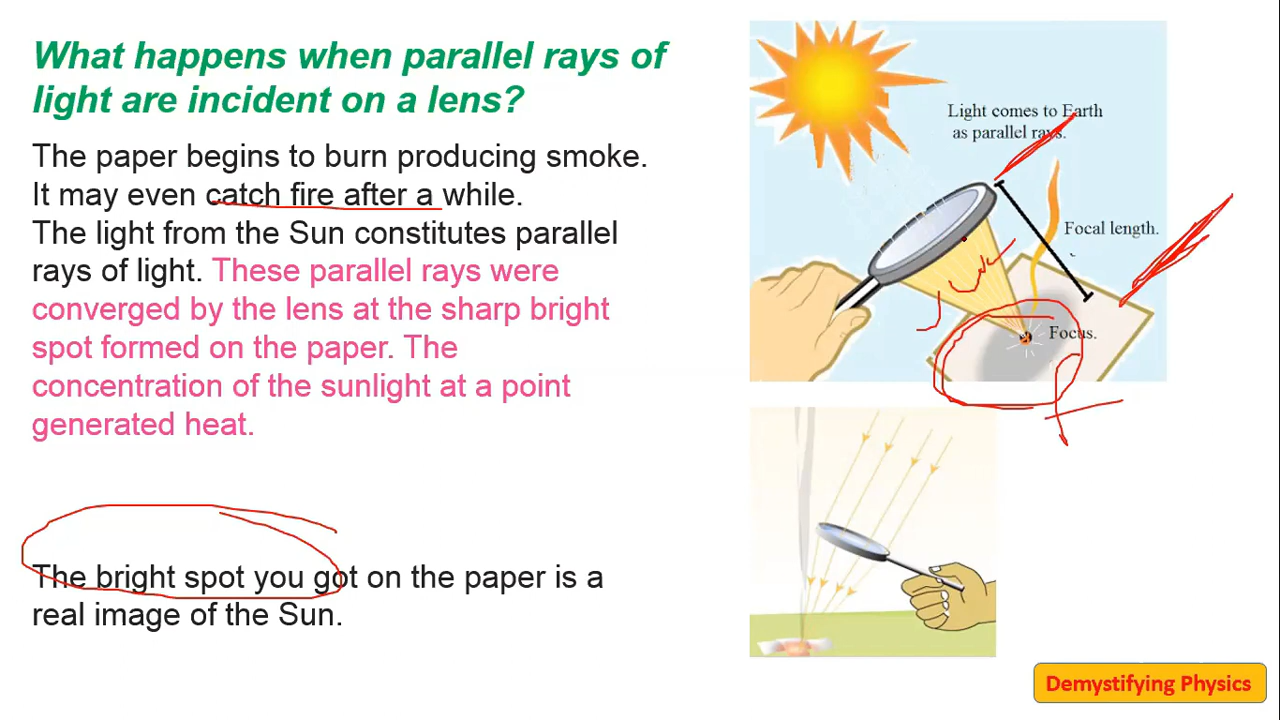 What happens when parallel rays of
light are incident on a lens?
The paper begins to burn producing smoke.
It may even catch fire after a while.
The light from the Sun constitutes parallel
rays of light. These parallel rays were
converged by the lens at the sharp bright
spot formed on the paper. The
concentration of the sunlight at a point
generated heat.
The bright spot you got on the paper is a
real image of the Sun.
Light comes to Earth
as parallel rays.
Focal length.
Focus.
Demystifying Physics